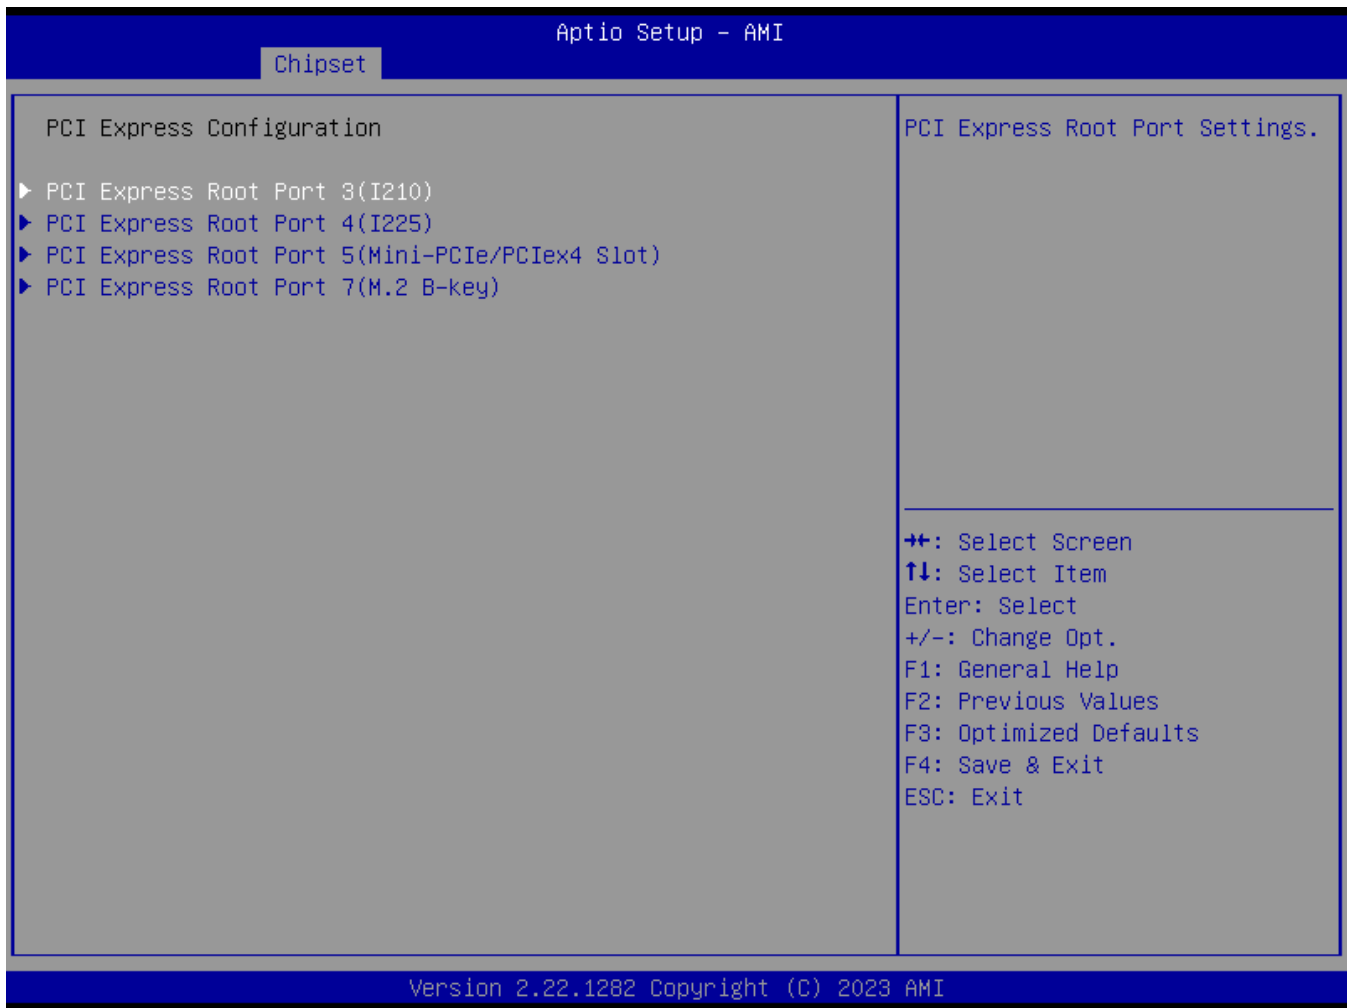 Aptio Setup – AMI
Chipset
PCI Express Configuration
PCI Express Root Port 3(I210)
PCI Express Root Port 4(I225)
PCI Express Root Port 5(Mini-PCIe/PCIex4 Slot)
PCI Express Root Port 7(M.2 B-key)
PCI Express Root Port Settings.
→←: Select Screen
↑↓: Select Item
Enter: Select
+/-: Change Opt.
F1: General Help
F2: Previous Values
F3: Optimized Defaults
F4: Save & Exit
ESC: Exit
Version 2.22.1282 Copyright (C) 2023 AMI